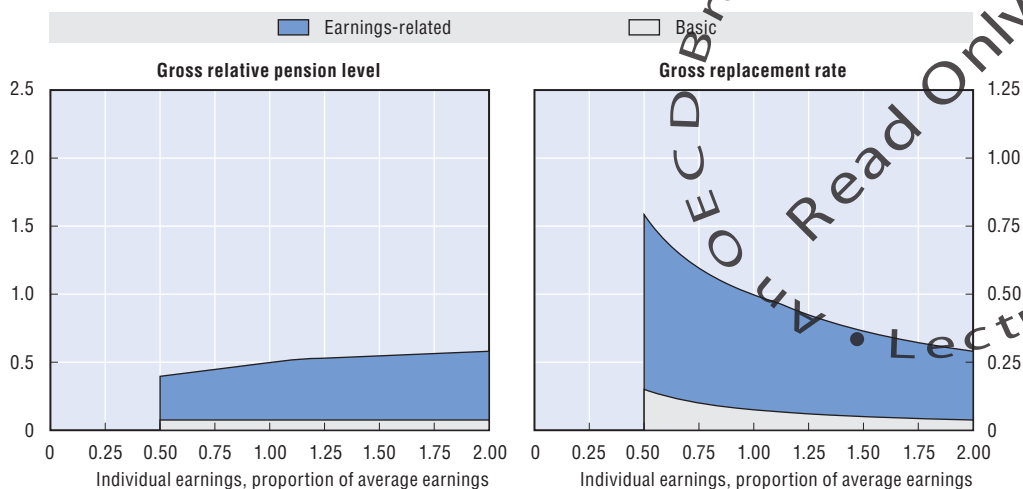 Earnings-related Basic
Gross relative pension level
2.5
2.0
1.5
1.0
0.5
0
0 0.25 0.50 0.75 1.00 1.25 1.50 1.75 2.00
Individual earnings, proportion of average earnings
Gross replacement rate
1.25
1.00
0.75
0.50
0.25
0
0 0.25 0.50 0.75 1.00 1.25 1.50 1.75 2.00
Individual earnings, proportion of average earnings
OECD
Read Only
Lect